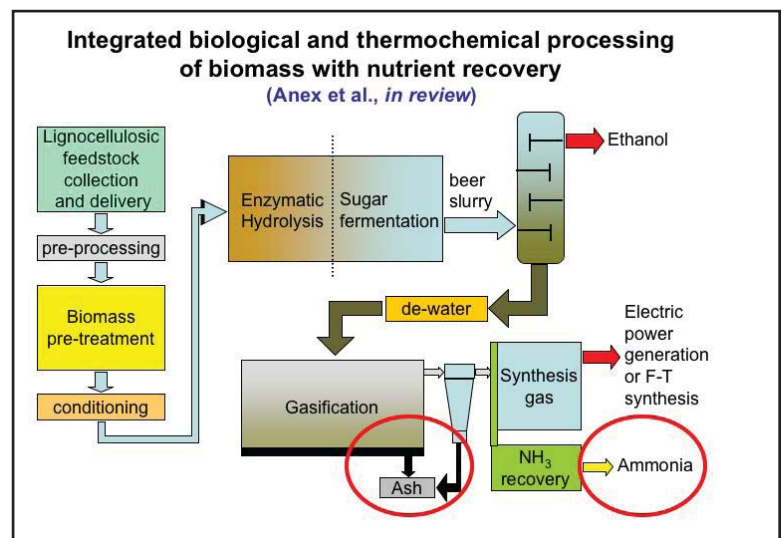 Integrated biological and thermochemical processing
of biomass with nutrient recovery
(Anex et al., in review)
Lignocellulosic
feedstock
collection
and delivery
pre-processing
Biomass
pre-treatment
conditioning
Enzymatic
Hydrolysis
Sugar
fermentation
beer
slurry
Ethanol
de-water
Gasification
Ash
Synthesis
gas
NH₃
recovery
Electric
power
generation
or F-T
synthesis
Ammonia